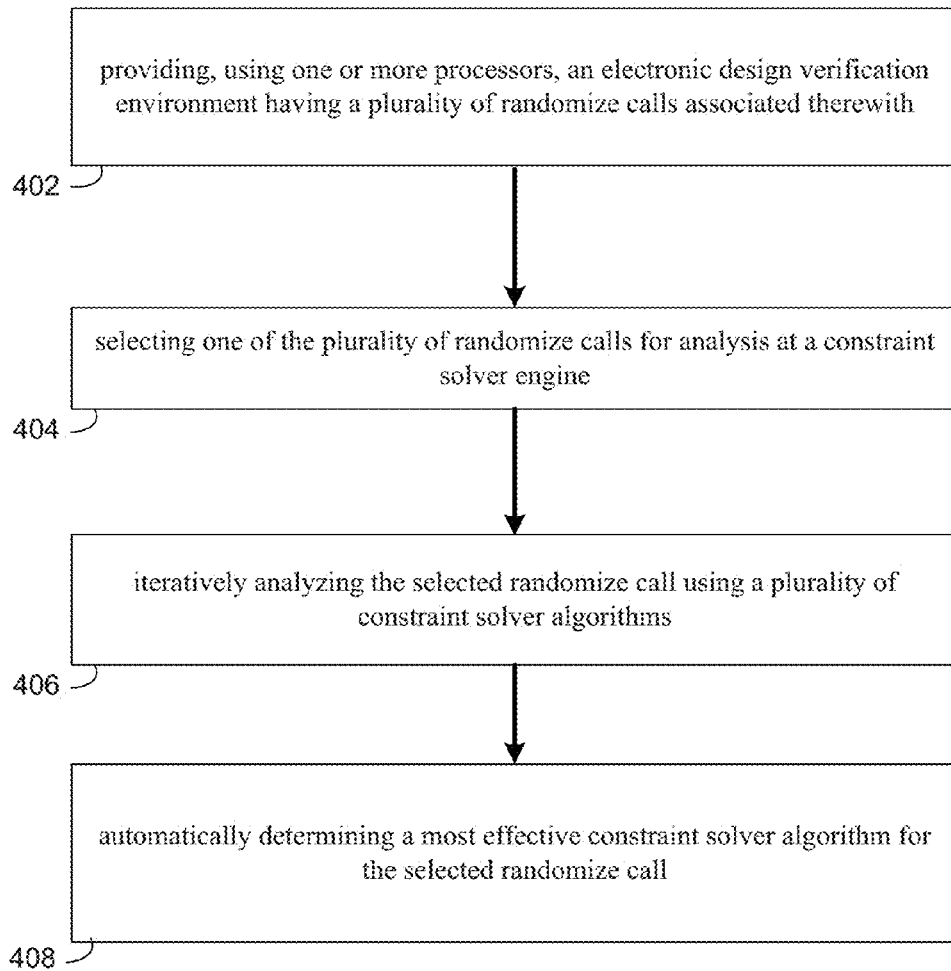 providing, using one or more processors, an electronic design verification
environment having a plurality of randomize calls associated therewith
402
selecting one of the plurality of randomize calls for analysis at a constraint
solver engine
404
iteratively analyzing the selected randomize call using a plurality of
constraint solver algorithms
406
automatically determining a most effective constraint solver algorithm for
the selected randomize call
408